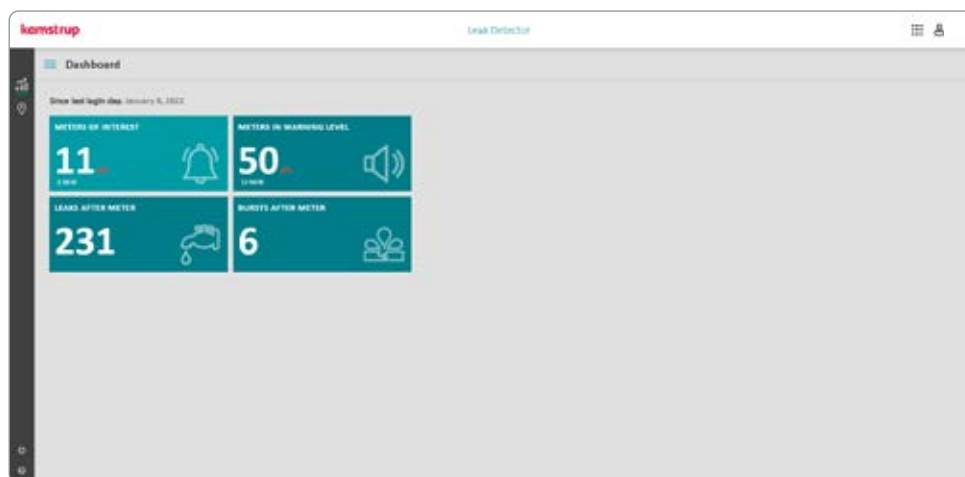 kamstrup
Leak Detector
Dashboard
Since last login day, January
METERS OF INTEREST
11
METERS IN WARNING LEVEL
50
LEAKS AFTER METER
231
BURSTS AFTER METER
6